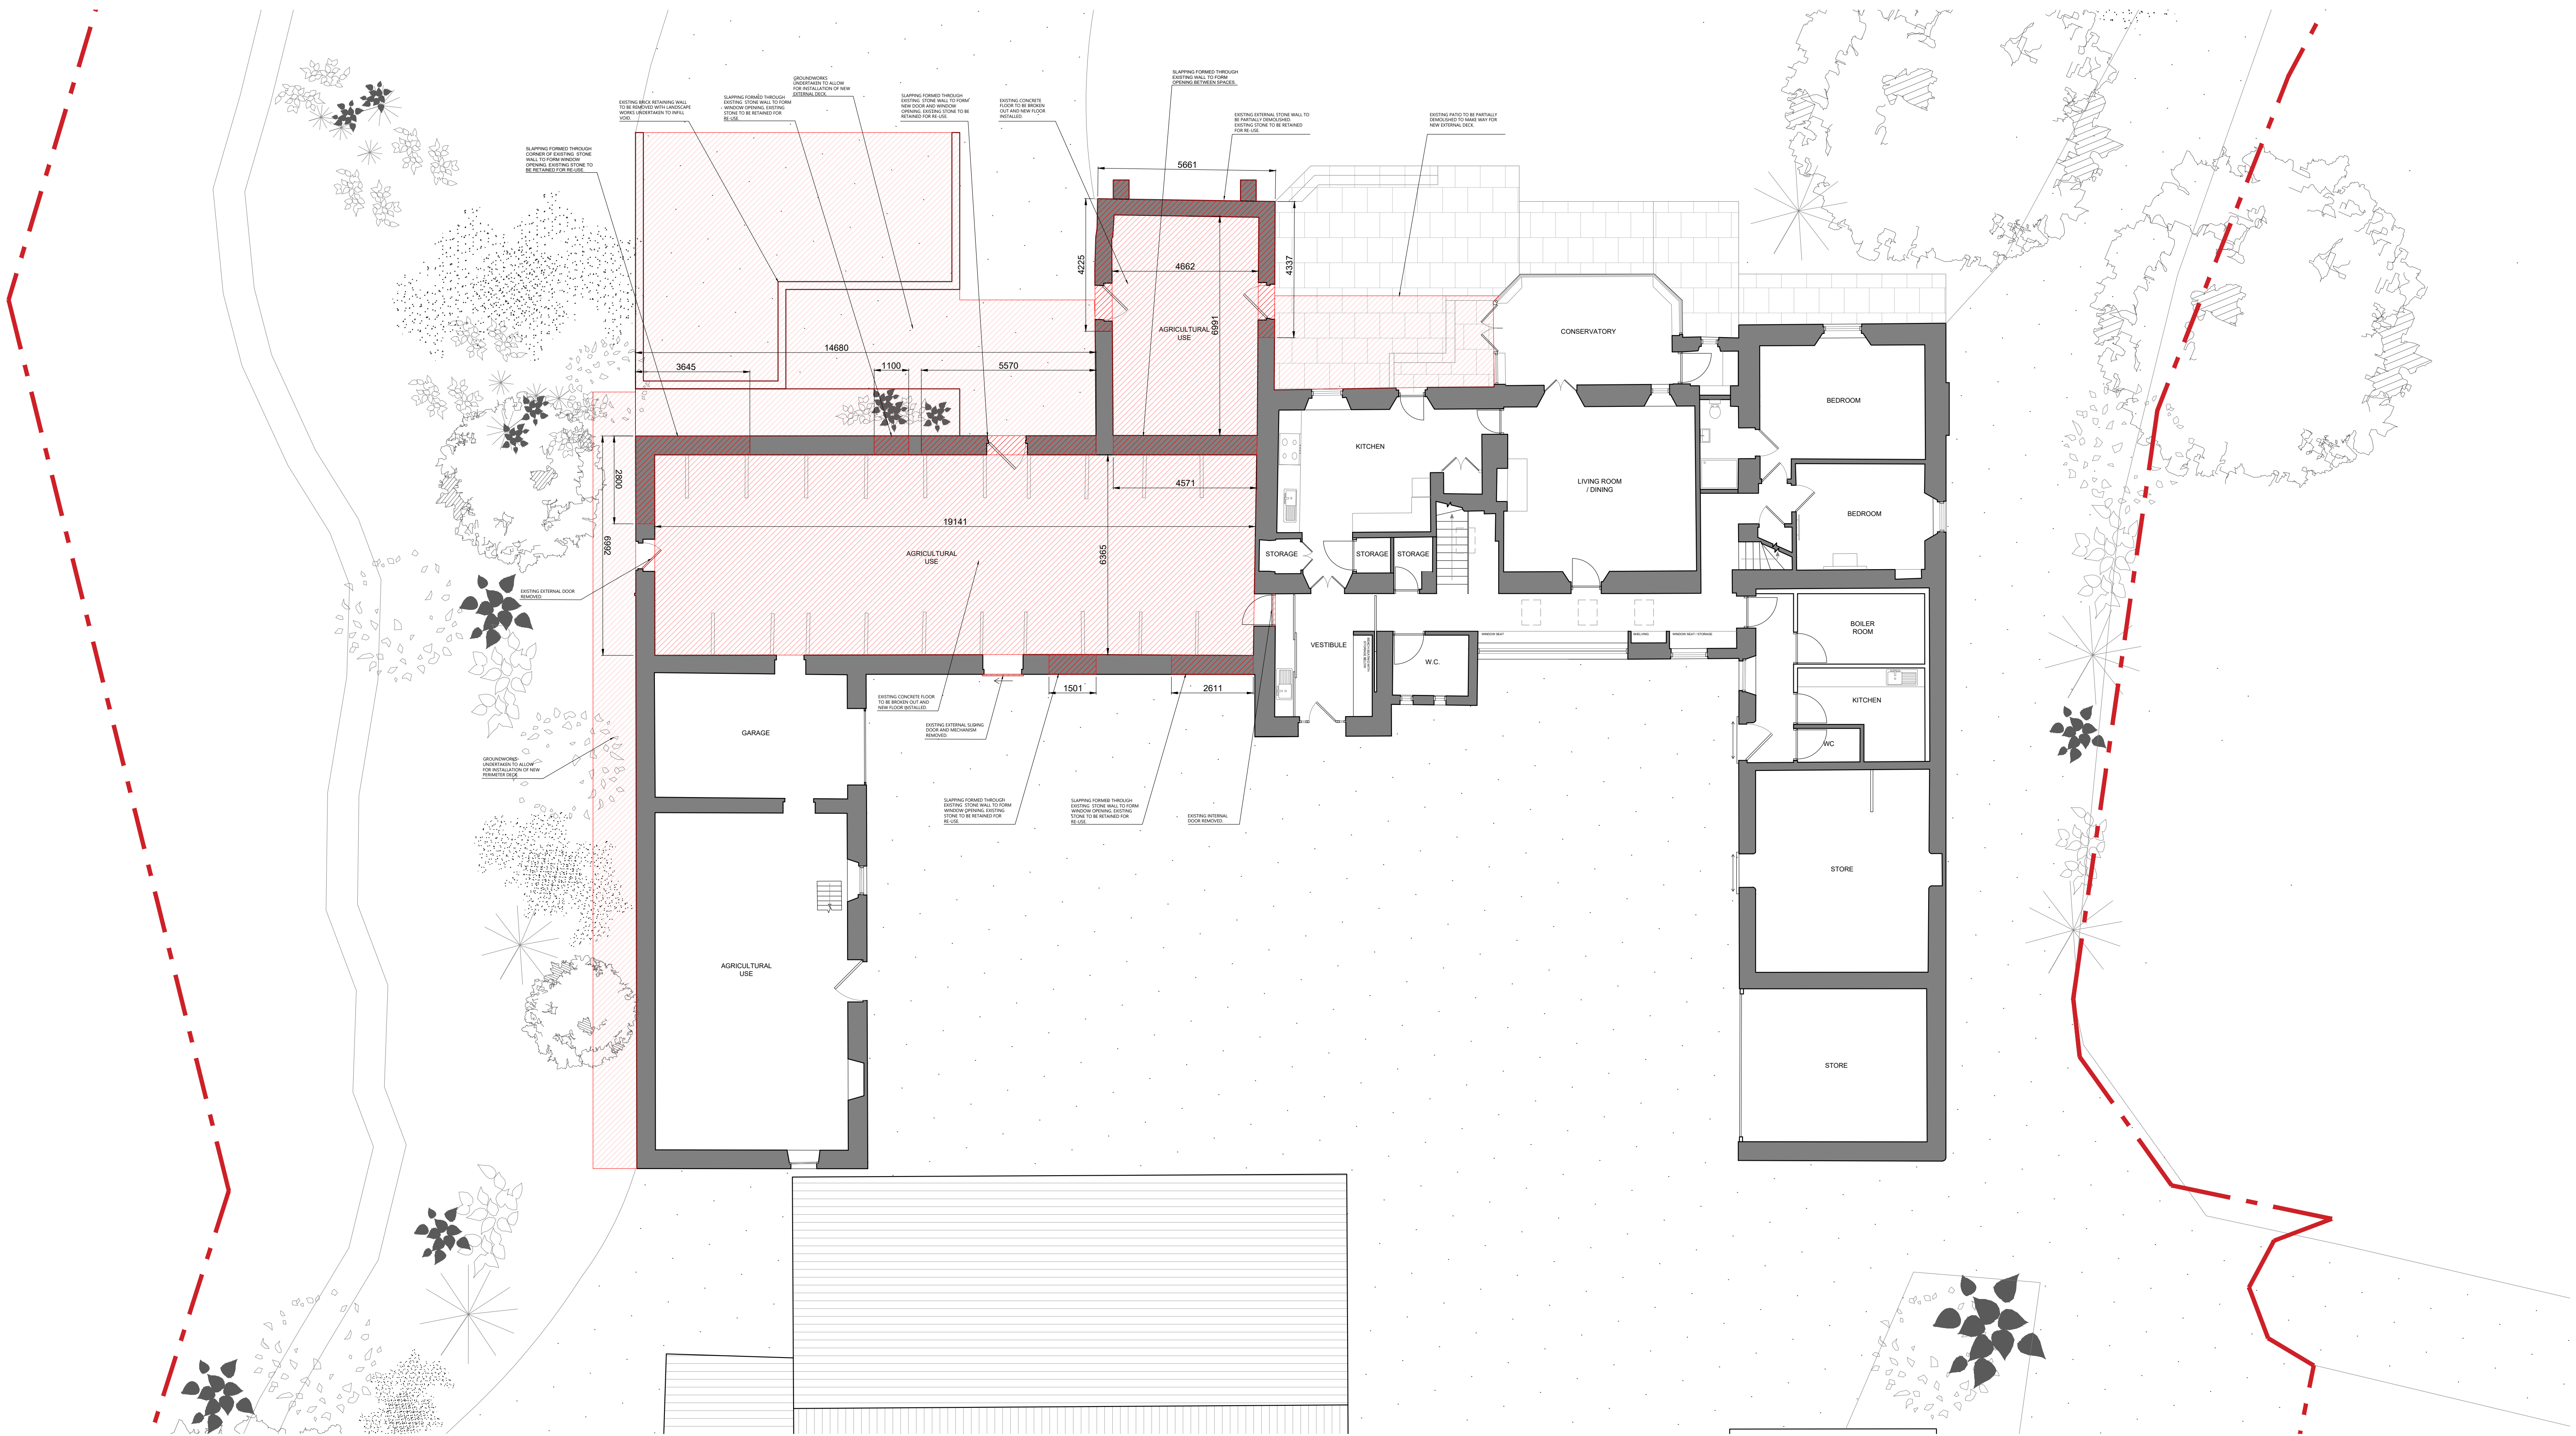 SLAPPING FORMED THROUGH
EXISTING WALL TO FORM
OPENING BETWEEN SPACES.
GROUNDWORKS
UNDERTAKEN TO ALLOW
FOR INSTALLATION OF NEW
EXTERNAL DECK.
EXISTING BRICK RETAINING WALL
TO BE REMOVED WITH LANDSCAPE
WORKS UNDERTAKEN TO INFILL
VOID.
SLAPPING FORMED THROUGH
EXISTING STONE WALL TO FORM
WINDOW OPENING. EXISTING
STONE TO BE RETAINED FOR
RE-USE.
SLAPPING FORMED THROUGH
EXISTING STONE WALL TO FORM
NEW DOOR AND WINDOW
OPENING. EXISTING STONE TO BE
RETAINED FOR RE-USE.
EXISTING CONCRETE
FLOOR TO BE BROKEN
OUT AND NEW FLOOR
INSTALLED.
EXISTING EXTERNAL STONE WALL TO
BE PARTIALLY DEMOLISHED.
EXISTING STONE TO BE RETAINED
FOR RE-USE.
EXISTING PATIO TO BE PARTIALLY
DEMOLISHED TO MAKE WAY FOR
NEW EXTERNAL DECK.
SLAPPING FORMED THROUGH
CORNER OF EXISTING STONE
WALL TO FORM WINDOW
OPENING. EXISTING STONE TO
BE RETAINED FOR RE-USE.
5661
4225
4662
4337
AGRICULTURAL
USE
6991
CONSERVATORY
14680
3645
1100
5570
BEDROOM
KITCHEN
2800
4571
LIVING ROOM
/ DINING
BEDROOM
19141
6992
AGRICULTURAL
USE
6365
STORAGE
STORAGE
STORAGE
EXISTING EXTERNAL DOOR
REMOVED.
BOILER
ROOM
WINDOW SEAT
SHELVING
WINDOW SEAT / STORAGE
VESTIBULE
W.C.
1501
2611
EXISTING CONCRETE FLOOR
TO BE BROKEN OUT AND
NEW FLOOR INSTALLED.
KITCHEN
EXISTING EXTERNAL SLIDING
DOOR AND MECHANISM
REMOVED.
GARAGE
WC
GROUNDWORKS
UNDERTAKEN TO ALLOW
FOR INSTALLATION OF NEW
PERIMETER DECK.
SLAPPING FORMED THROUGH
EXISTING STONE WALL TO FORM
WINDOW OPENING. EXISTING
STONE TO BE RETAINED FOR
RE-USE.
SLAPPING FORMED THROUGH
EXISTING STONE WALL TO FORM
WINDOW OPENING. EXISTING
STONE TO BE RETAINED FOR
RE-USE.
EXISTING INTERNAL
DOOR REMOVED.
STORE
AGRICULTURAL
USE
STORE